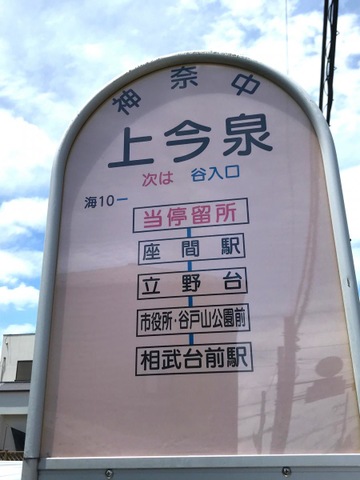 神奈中
上今泉
次は 谷入口
海10ー
当停留所
座間駅
立野台
市役所・谷戸山公園前
相武台前駅